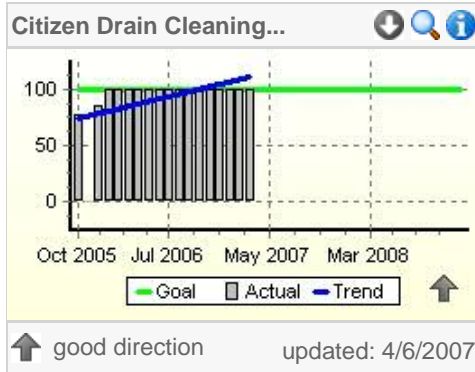 Citizen Drain Cleaning...
100
50
0
Oct 2005 Jul 2006 May 2007 Mar 2008
Goal Actual Trend
good direction updated: 4/6/2007